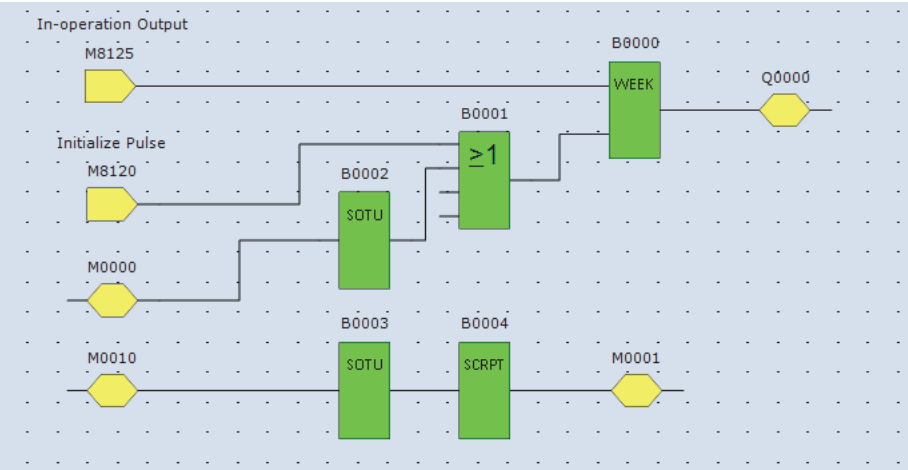 In-operation Output
M8125
B0000
WEEK
Q0000
B0001
≥1
Initialize Pulse
M8120
B0002
SOTU
M0000
B0003
B0004
M0010
SOTU
SCRPT
M0001